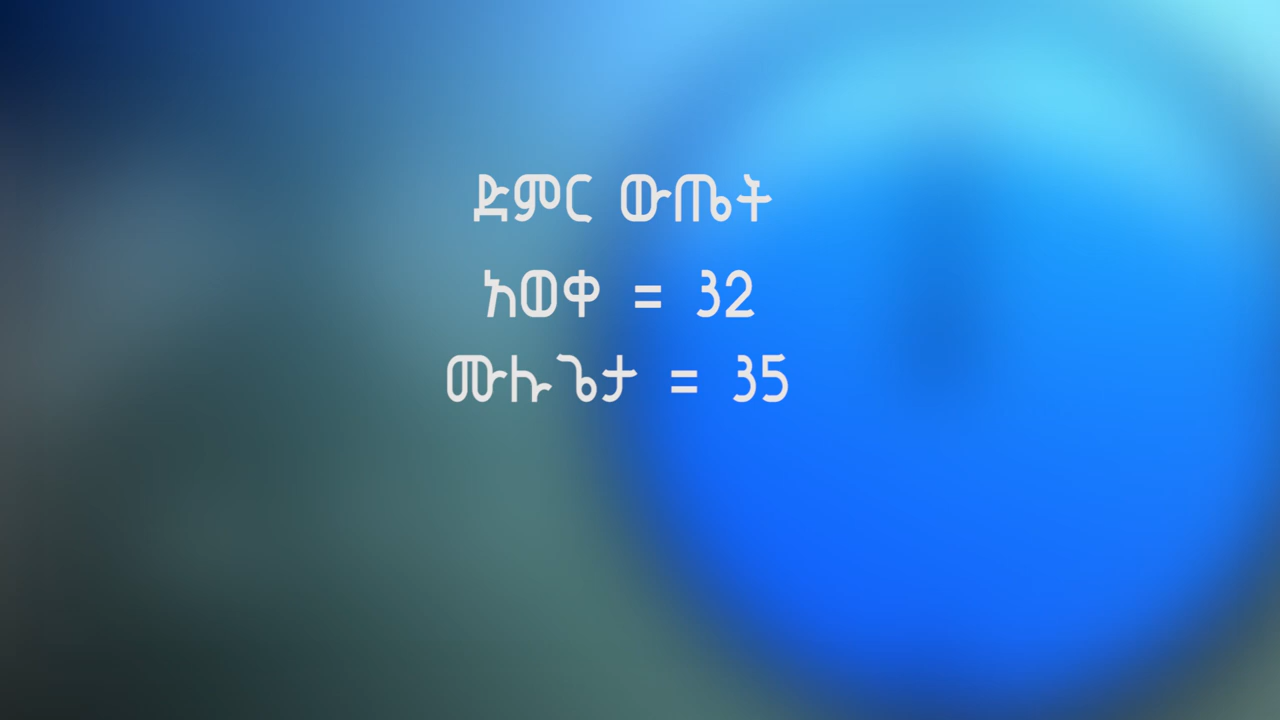 ድምር ውጤት
አወቀ = 32
ሙሉጌታ = 35